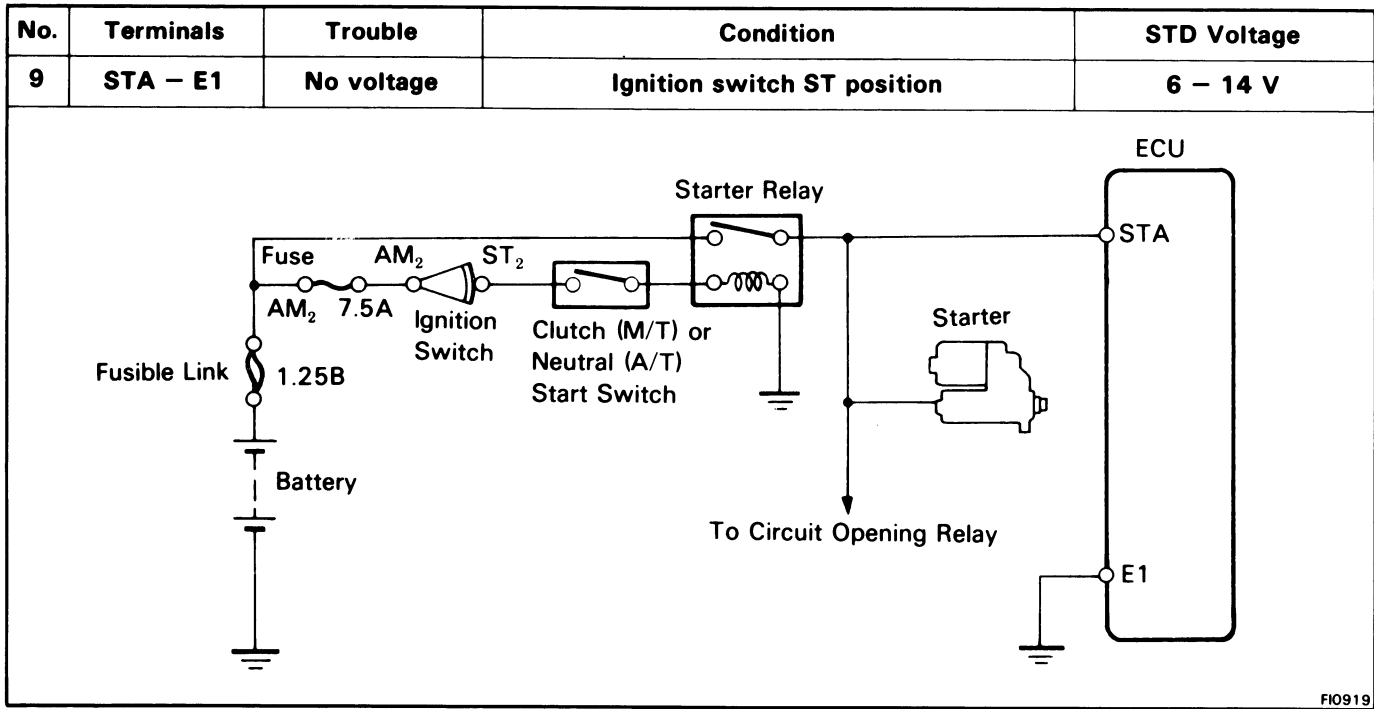 No. Terminals Trouble Condition STD Voltage
9 STA – E1 No voltage Ignition switch ST position 6 – 14 V
ECU
Starter Relay
STA
Fuse AM₂ ST₂
AM₂ 7.5A
Ignition
Switch
Clutch (M/T) or
Neutral (A/T)
Start Switch
Starter
Fusible Link 1.25B
Battery
To Circuit Opening Relay
E1
FI0919